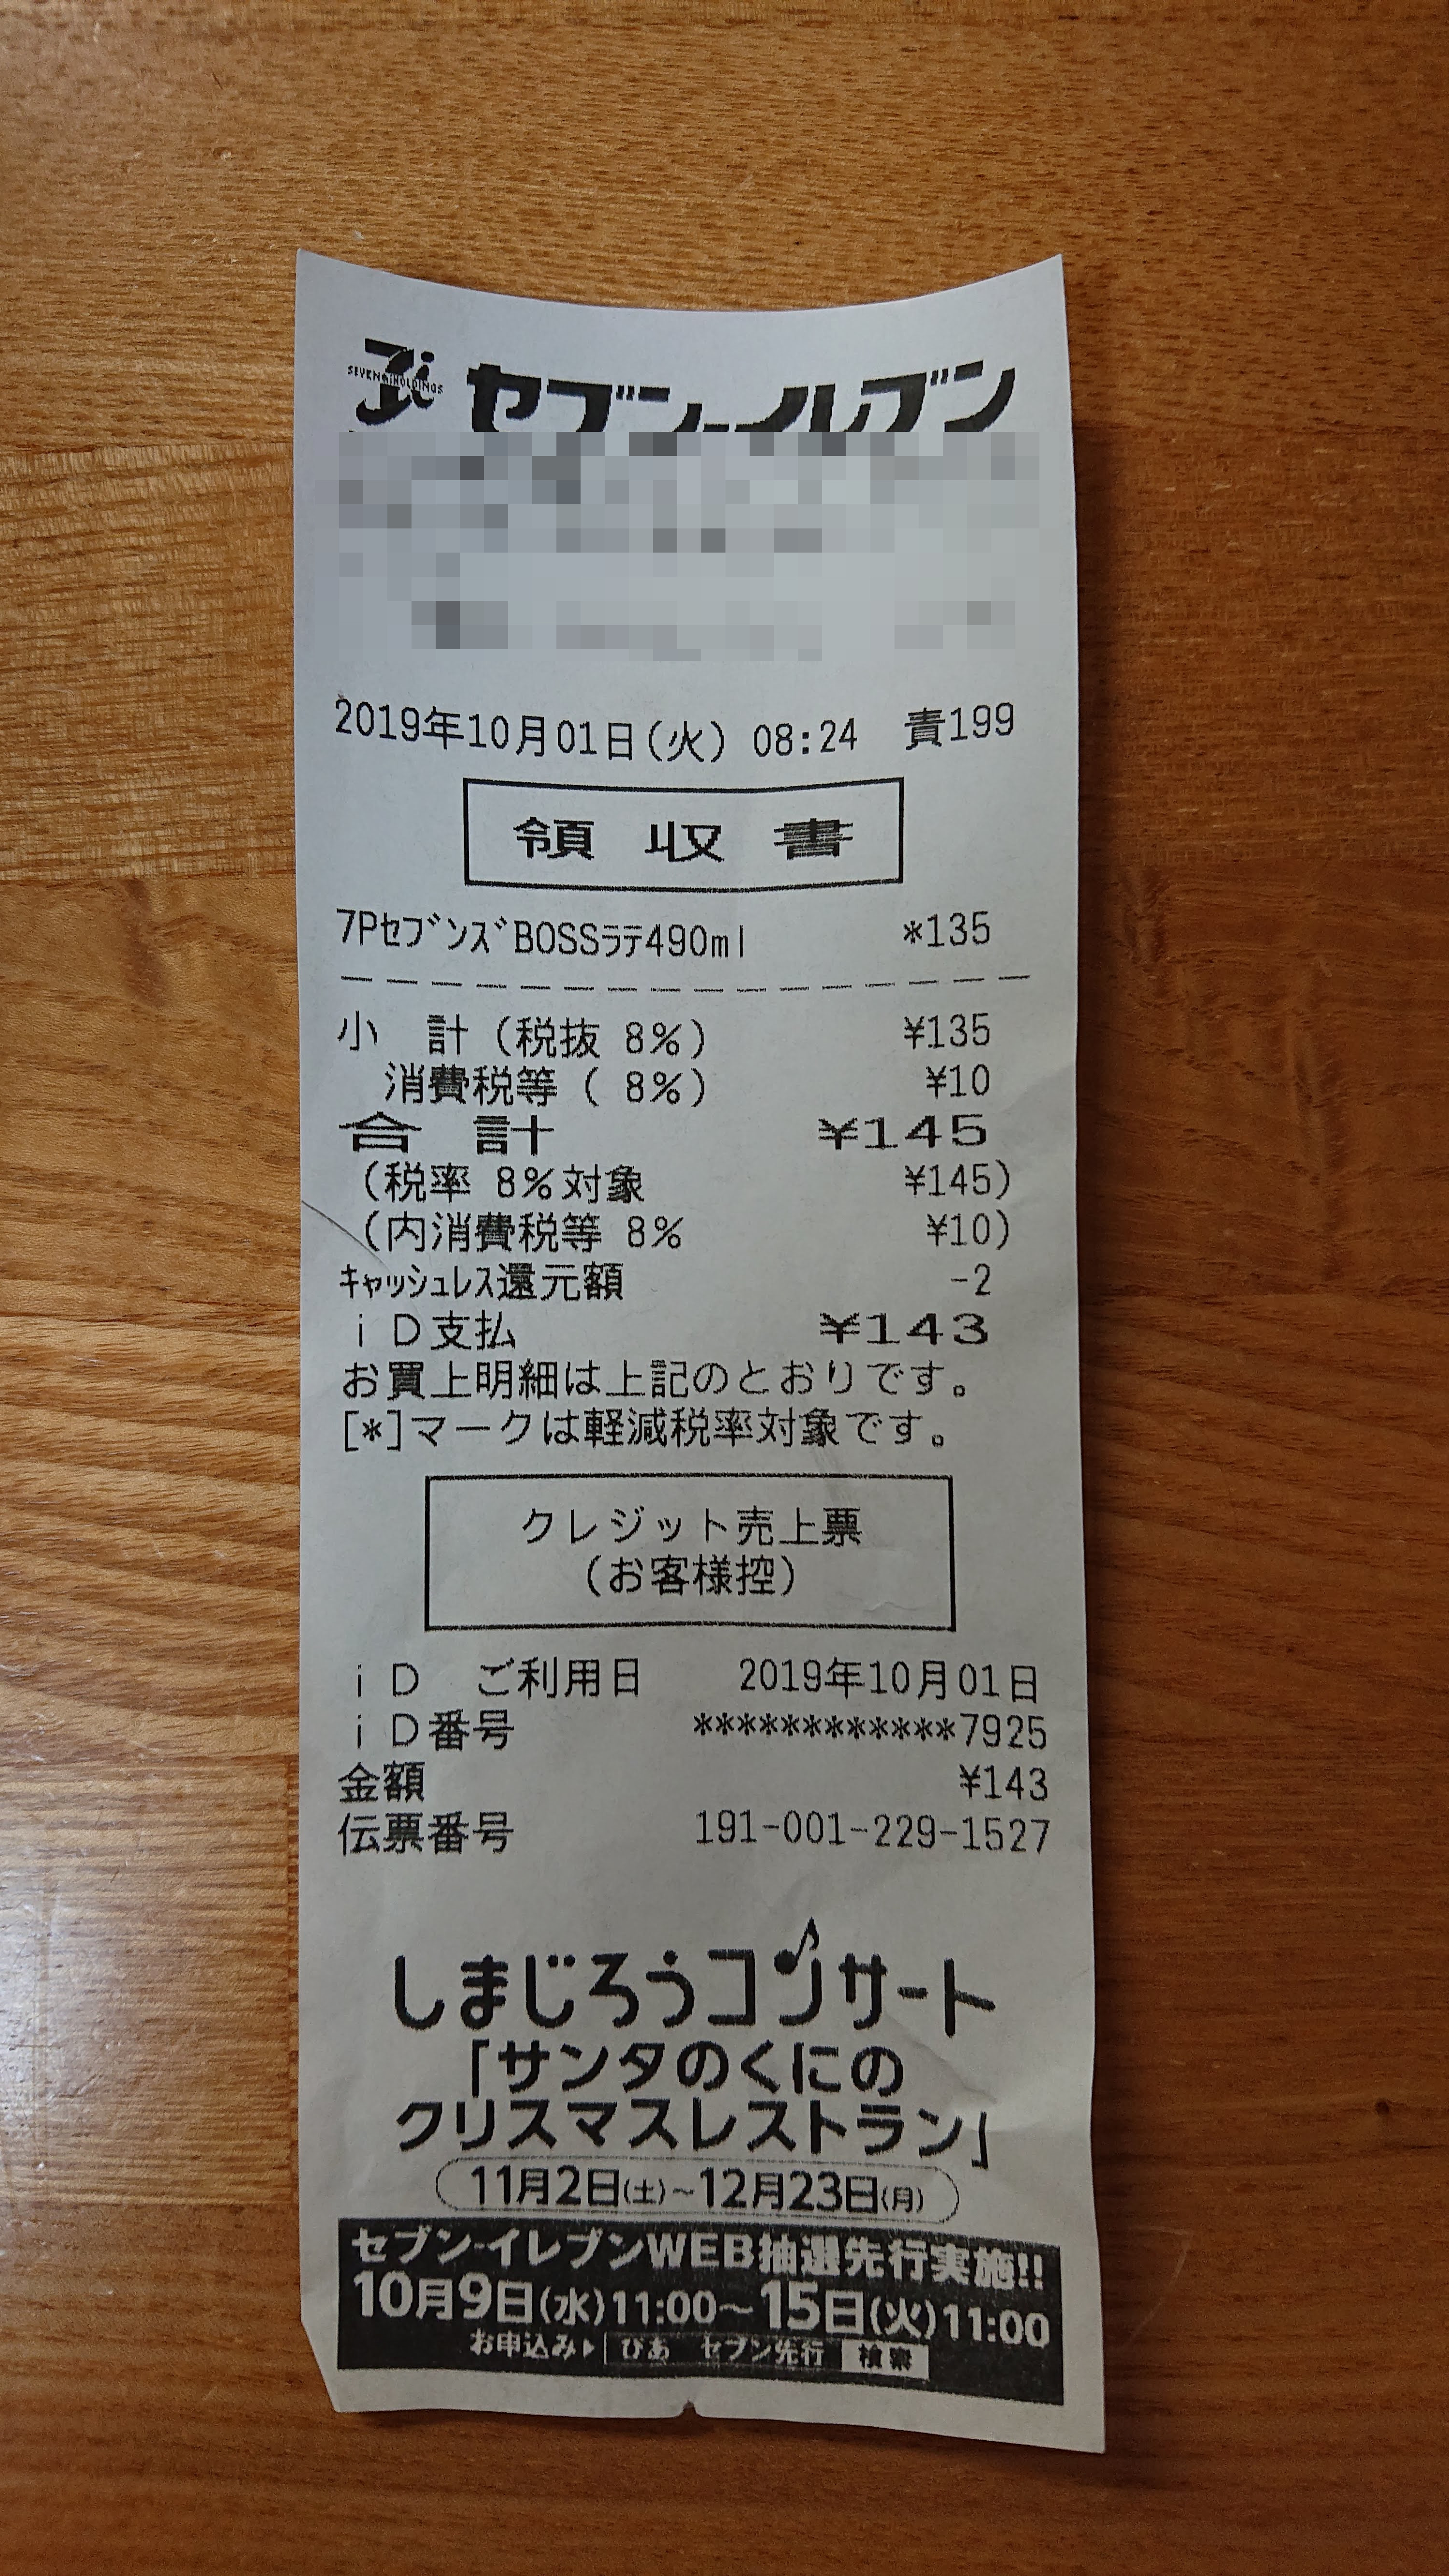 SEVEN&iHOLDINGS
セブン-イレブン
2019年10月01日(火) 08:24 責199
領 収 書
7Pｾﾌﾞﾝｽﾞ BOSSﾗﾃ490ml *135
小 計(税抜 8%) ¥135
消費税等( 8%) ¥10
合 計 ¥145
(税率 8%対象 ¥145)
(内消費税等 8% ¥10)
ｷｬｯｼｭﾚｽ還元額 -2
ｉＤ支払 ¥143
お買上明細は上記のとおりです。
[*]マークは軽減税率対象です。
クレジット売上票
(お客様控)
ｉＤ ご利用日 2019年10月01日
ｉＤ番号 ************7925
金額 ¥143
伝票番号 191-001-229-1527
しまじろうコンサート
「サンタのくにの
クリスマスレストラン」
11月2日(土)~12月23日(月)
セブン-イレブンWEB抽選先行実施!!
10月9日(水)11:00~15日(火)11:00
お申込み▶ ぴあ セブン先行 検索